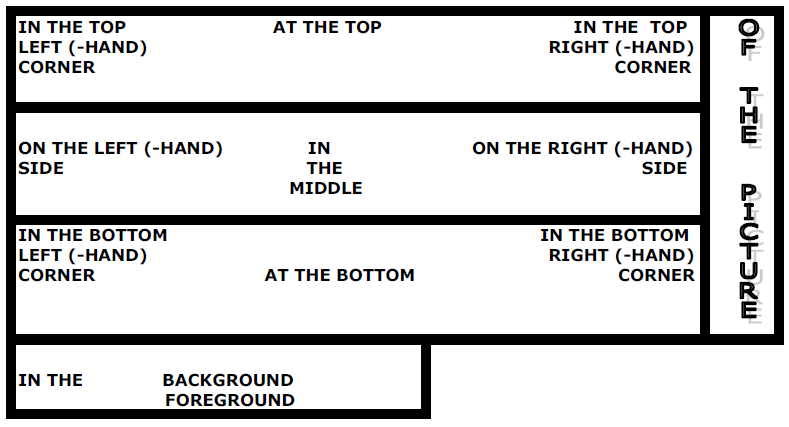 IN THE TOP AT THE TOP IN THE TOP
LEFT (-HAND) RIGHT (-HAND)
CORNER CORNER
ON THE LEFT (-HAND) IN ON THE RIGHT (-HAND)
SIDE THE SIDE
MIDDLE
IN THE BOTTOM IN THE BOTTOM
LEFT (-HAND) RIGHT (-HAND)
CORNER AT THE BOTTOM CORNER
IN THE BACKGROUND
FOREGROUND
OF THE PICTURE